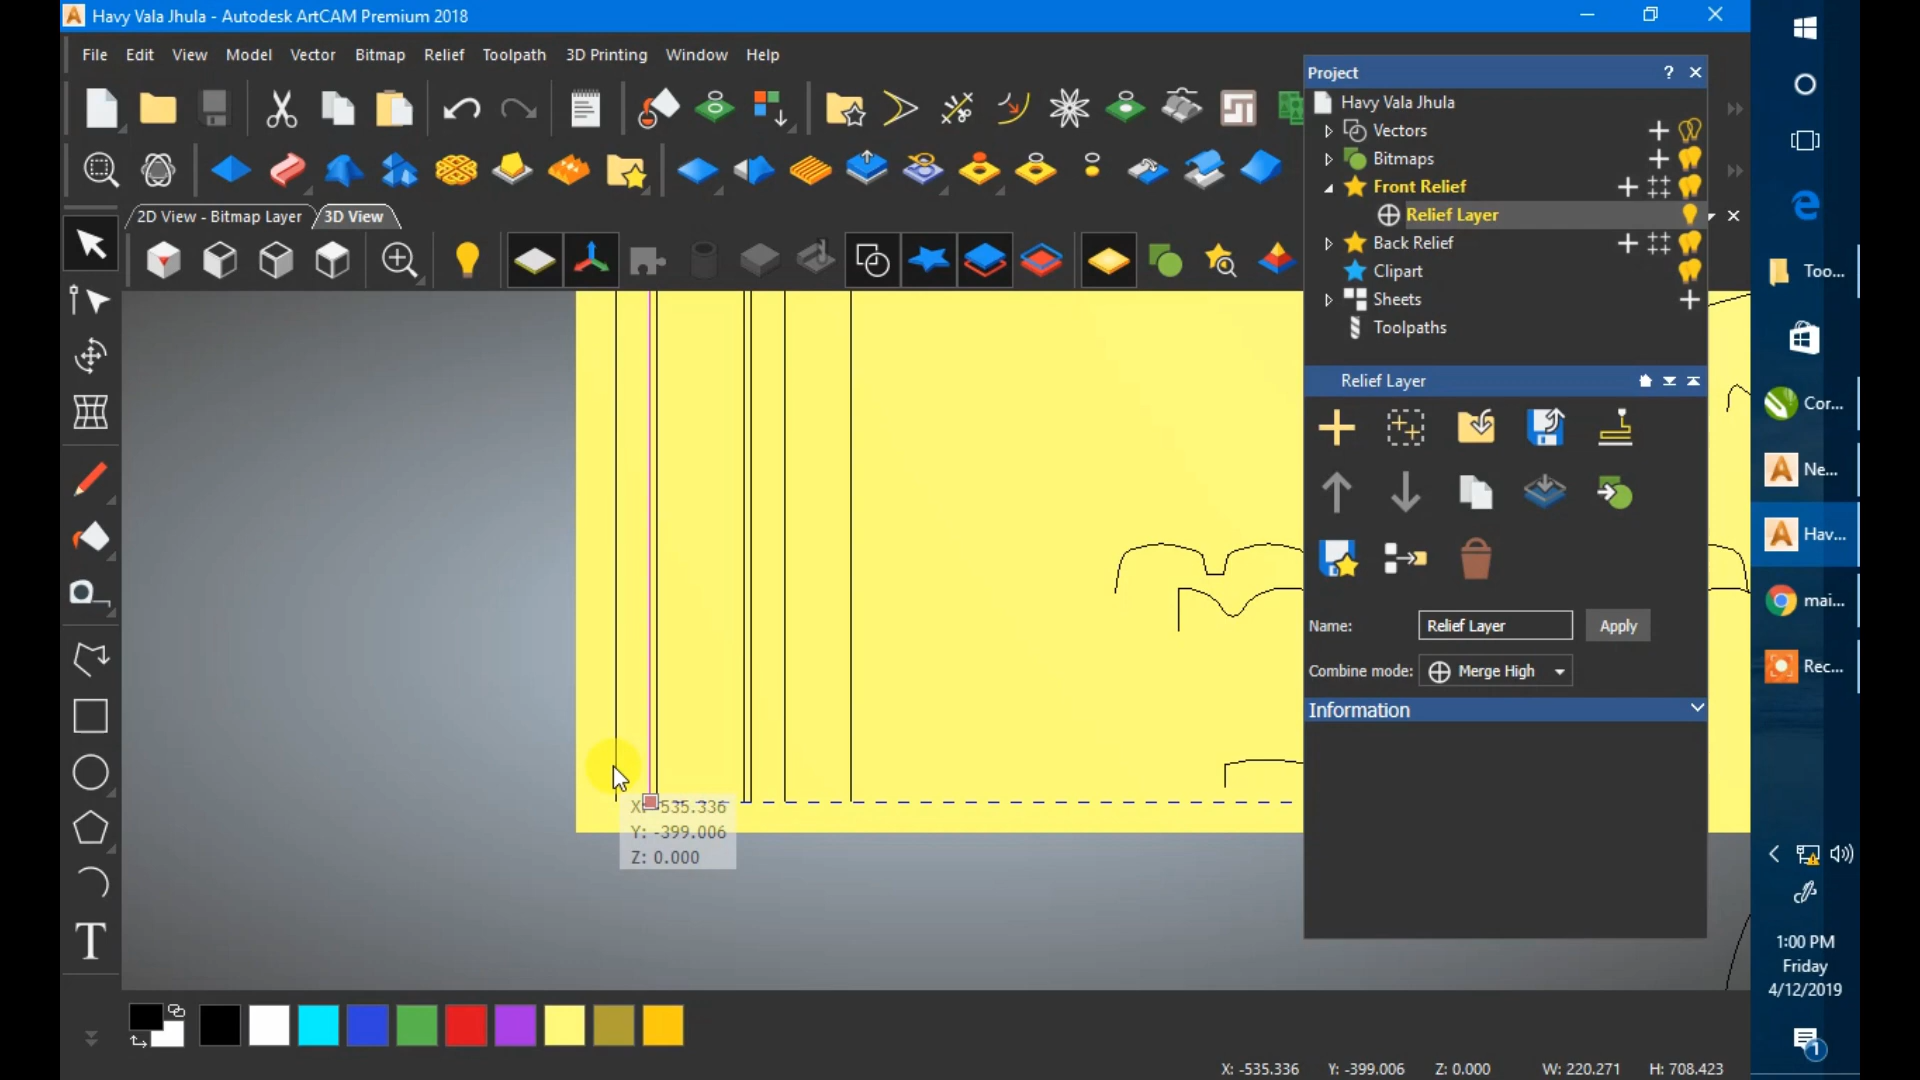 Havy Vala Jhula - Autodesk ArtCAM Premium 2018
File Edit View Model Vector Bitmap Relief Toolpath 3D Printing Window Help
Project
Havy Vala Jhula
Vectors
Bitmaps
Front Relief
Relief Layer
Back Relief
Clipart
Sheets
Toolpaths
2D View - Bitmap Layer
3D View
Relief Layer
Name: Relief Layer Apply
Combine mode: Merge High
Information
X: -535.336
Y: -399.006
Z: 0.000
T
X: -535.336 Y: -399.006 Z: 0.000 W: 220.271 H: 708.423
Too...
Cor...
Ne...
Hav...
mai...
Rec...
1:00 PM
Friday
4/12/2019
1